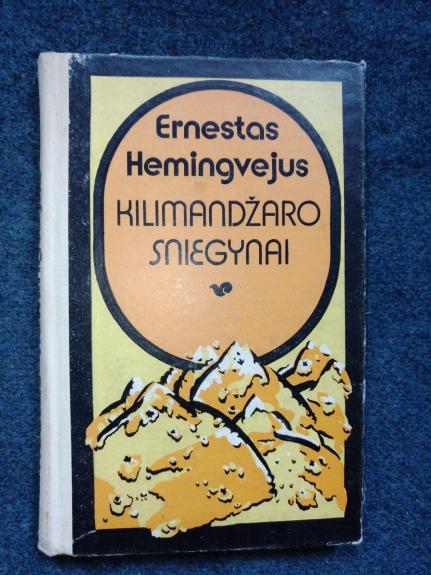 Ernestas
Hemingvejus
KILIMANDŽARO
SNIEGYNAI